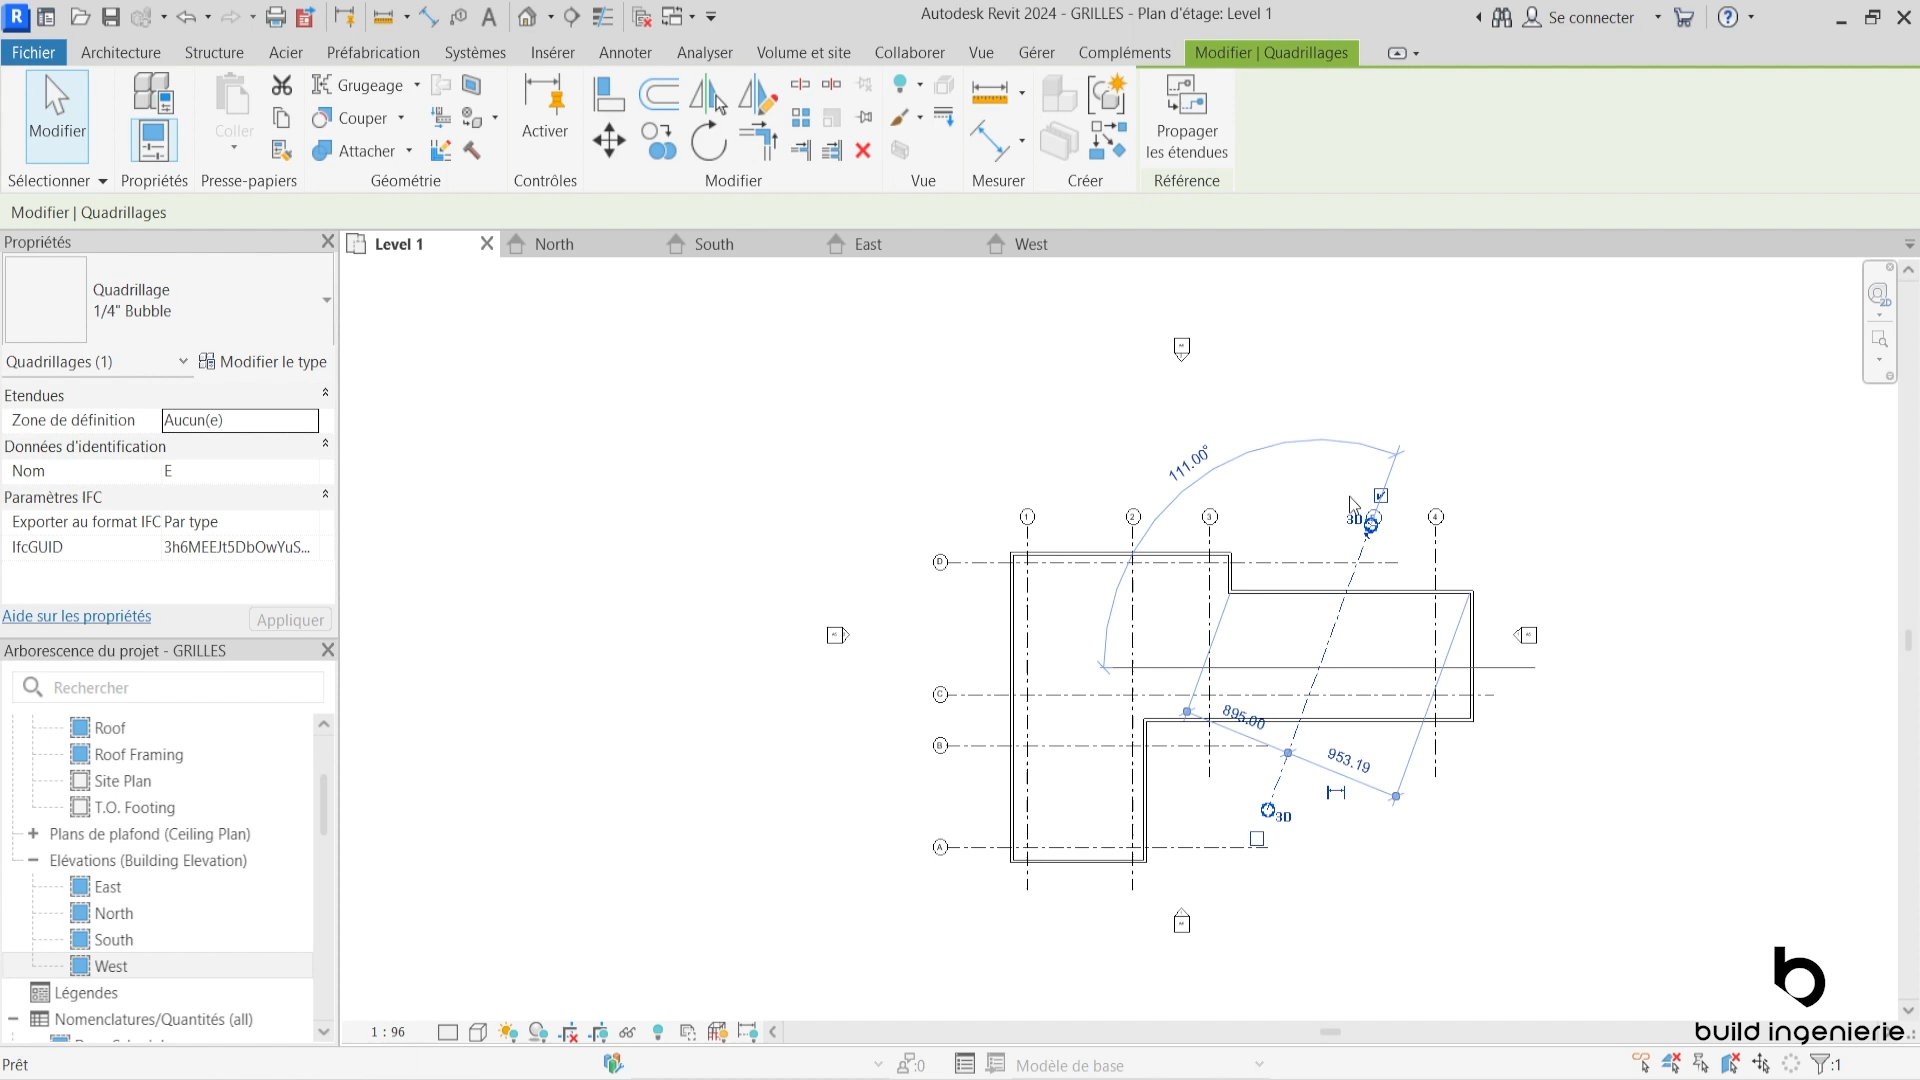 Autodesk Revit 2024 - GRILLES - Plan d'étage: Level 1
Se connecter
Fichier
Architecture
Structure
Acier
Préfabrication
Systèmes
Insérer
Annoter
Analyser
Volume et site
Collaborer
Vue
Gérer
Compléments
Modifier | Quadrillages
Modifier
Coller
Grugeage
Couper
Attacher
Activer
Propager
les étendues
Sélectionner
Propriétés
Presse-papiers
Géométrie
Contrôles
Modifier
Vue
Mesurer
Créer
Référence
Modifier | Quadrillages
Propriétés
Level 1
North
South
East
West
Quadrillage
1/4" Bubble
Quadrillages (1)
Modifier le type
Etendues
Zone de définition
Aucun(e)
Données d'identification
Nom
E
Paramètres IFC
Exporter au format IFC
Par type
IfcGUID
3h6MEEJt5DbOwYuS...
Aide sur les propriétés
Appliquer
Arborescence du projet - GRILLES
Rechercher
Roof
Roof Framing
Site Plan
T.O. Footing
Plans de plafond (Ceiling Plan)
Elévations (Building Elevation)
East
North
South
West
Légendes
Nomenclatures/Quantités (all)
2D
111.00°
3D
1
2
3
4
D
C
B
A
895.00
953.19
3D
1 : 96
build ingenierie
Prêt
:0
Modèle de base
:1